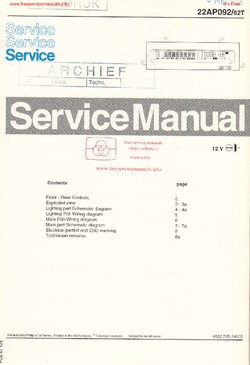 www.freeservicemanuals.info
22AP092/62T
Service
Service
Service
ARCHIEF
Techn.
Service Manual
12 V
www.freeservicemanuals.info
Contents
page
Front - Rear Controls 2
Exploded view 3 - 3a
Lighting part Schematic diagram 4 - 4a
Lighting Pcb Wiring diagram 5
Main Pcb Wiring diagram 6
Main part Schematic diagram 7 - 7a
Electrical partlist and ESD warning 8
Technician remarks 8a